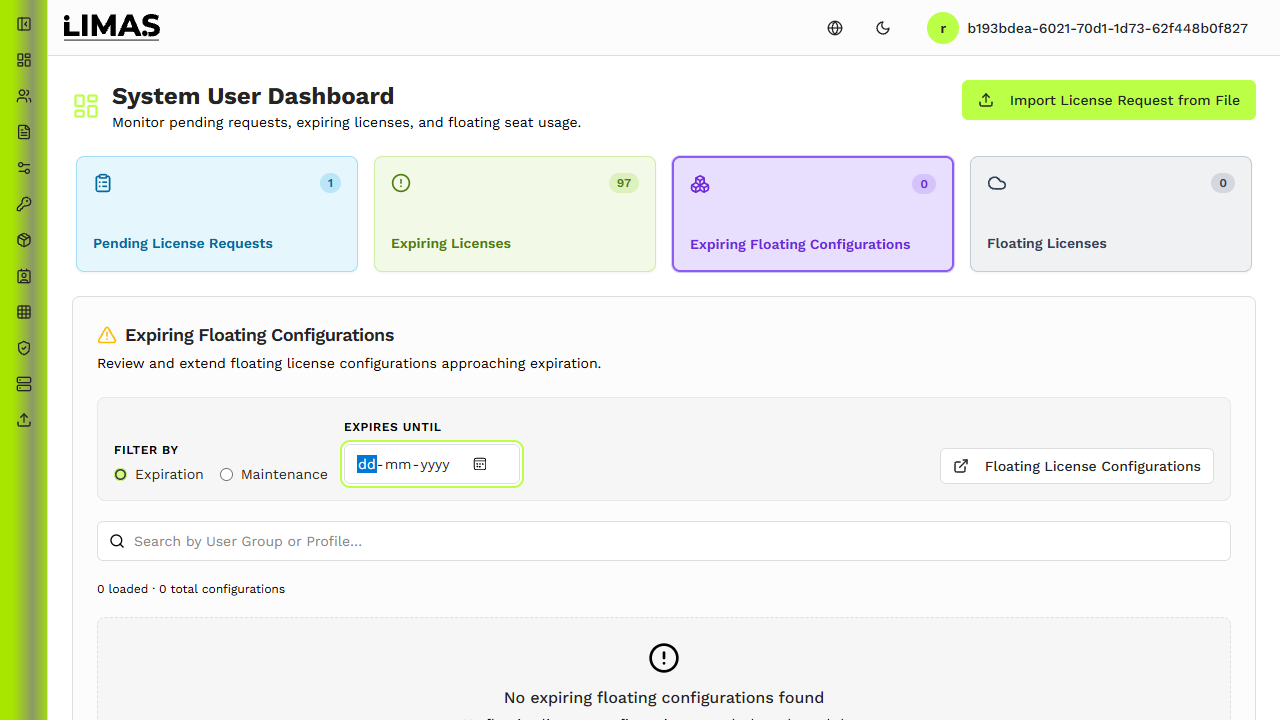 LIMAS
r
b193bdea-6021-70d1-1d73-62f448b0f827
System User Dashboard
Monitor pending requests, expiring licenses, and floating seat usage.
Import License Request from File
1
Pending License Requests
97
Expiring Licenses
0
Expiring Floating Configurations
0
Floating Licenses
Expiring Floating Configurations
Review and extend floating license configurations approaching expiration.
FILTER BY
Expiration
Maintenance
EXPIRES UNTIL
dd-mm-yyyy
Floating License Configurations
Search by User Group or Profile...
0 loaded · 0 total configurations
No expiring floating configurations found